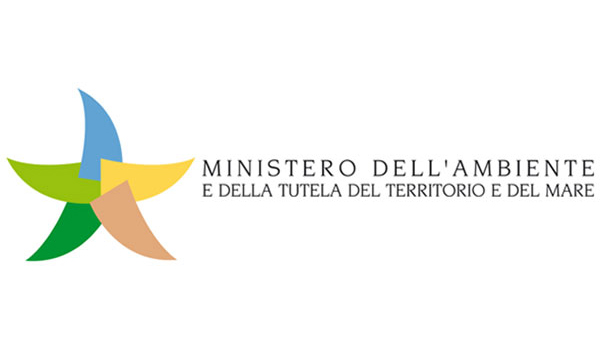 MINISTERO DELL'AMBIENTE
E DELLA TUTELA DEL TERRITORIO E DEL MARE